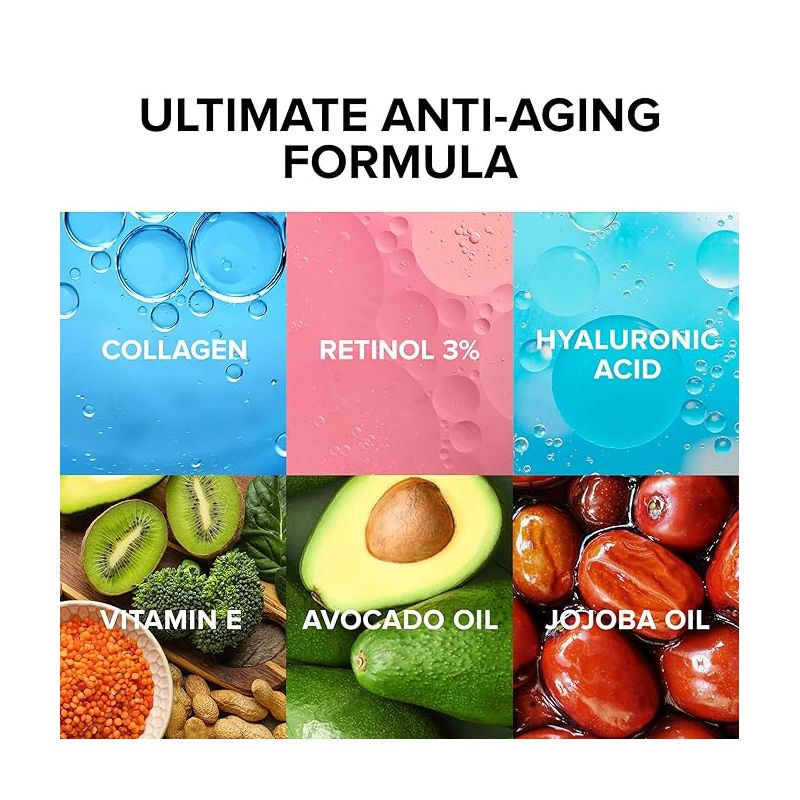 ULTIMATE ANTI-AGING
FORMULA
COLLAGEN
RETINOL 3%
HYALURONIC
ACID
VITAMIN E
AVOCADO OIL
JOJOBA OIL